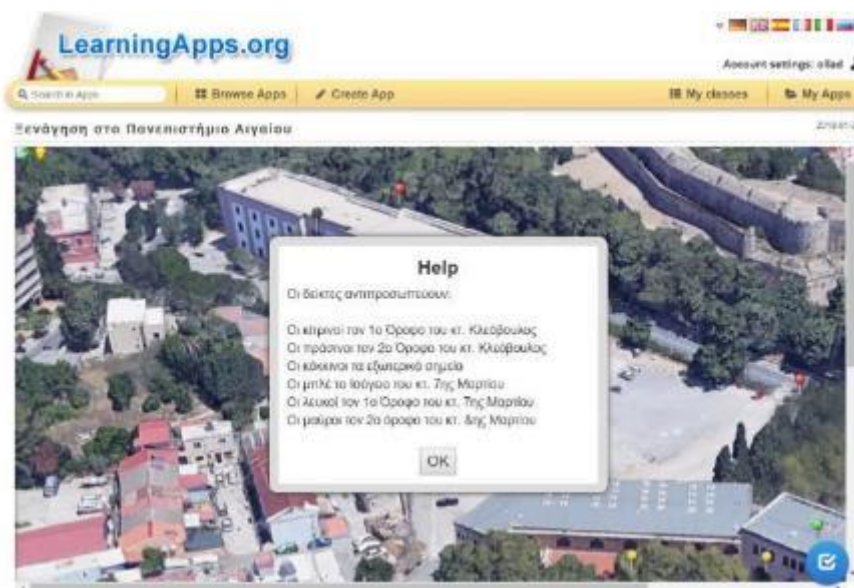 LearningApps.org
Account settings: ollad
Search in Apps
Browse Apps
Create App
My classes
My Apps
Ξενάγηση στο Πανεπιστήμιο Αιγαίου
Help
Οι δείκτες αντιπροσωπεύουν:
Οι κίτρινοι τον 1ο Όροφο του κτ. Κλεόβουλος
Οι πράσινοι τον 2ο Όροφο του κτ. Κλεόβουλος
Οι κόκκινοι τα εξωτερικά σημεία
Οι μπλέ το Ισόγειο του κτ. 7ης Μαρτίου
Οι λευκοί τον 1ο Όροφο του κτ. 7ης Μαρτίου
Οι μαύροι τον 2ο όροφο του κτ. &ης Μαρτίου
OK